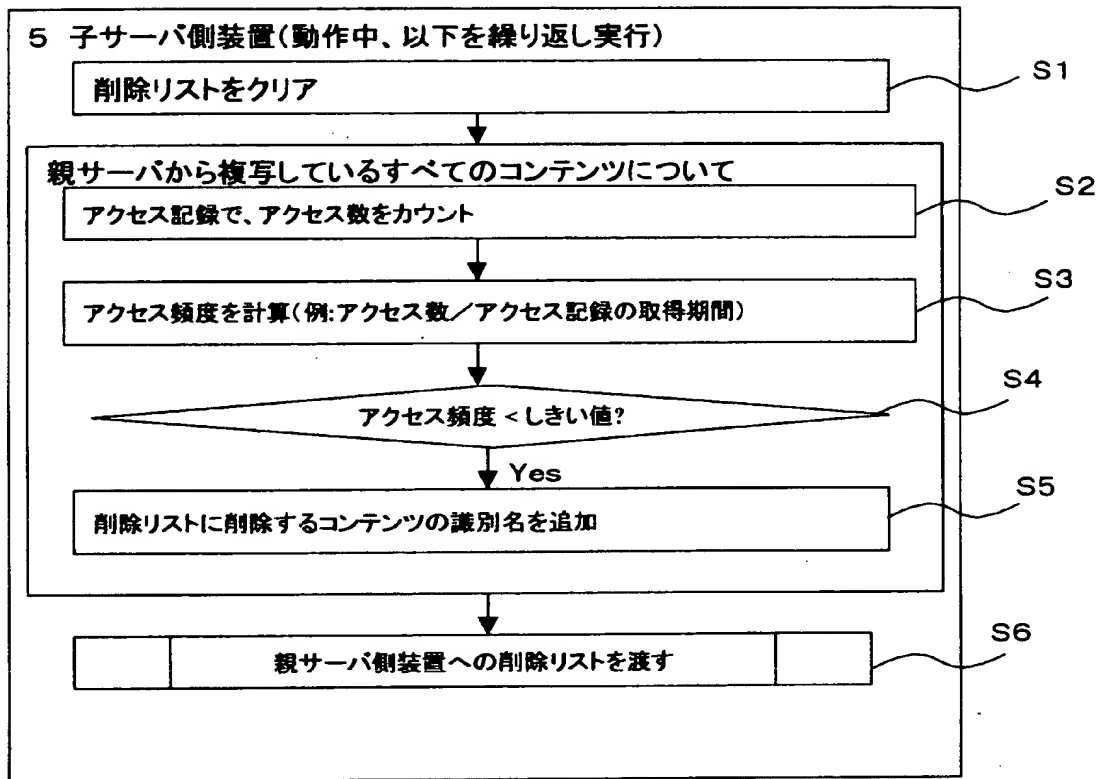 5 子サーバ側装置(動作中、以下を繰り返し実行)
削除リストをクリア
S1
親サーバから複写しているすべてのコンテンツについて
アクセス記録で、アクセス数をカウント
S2
アクセス頻度を計算(例:アクセス数/アクセス記録の取得期間)
S3
アクセス頻度 < しきい値?
S4
Yes
削除リストに削除するコンテンツの識別名を追加
S5
親サーバ側装置への削除リストを渡す
S6